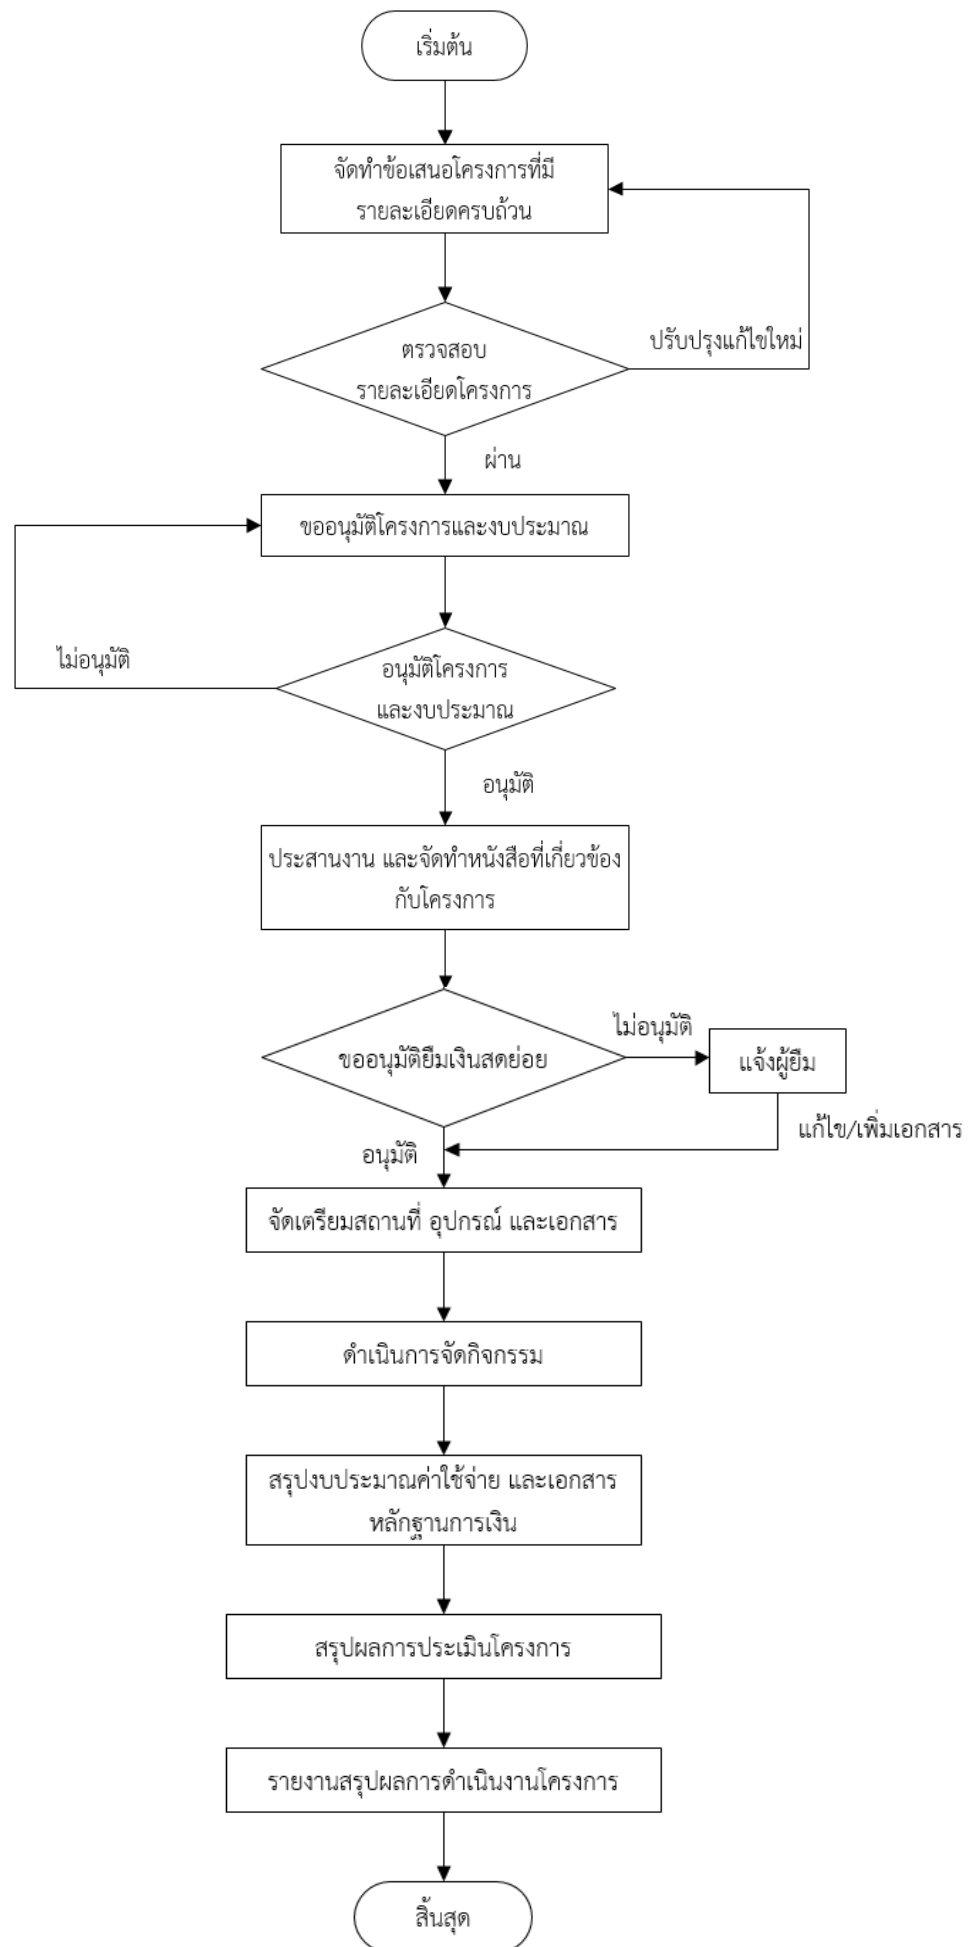 เริ่มต้น
จัดทำข้อเสนอโครงการที่มี
รายละเอียดครบถ้วน
ปรับปรุงแก้ไขใหม่
ตรวจสอบ
รายละเอียดโครงการ
ผ่าน
ขออนุมัติโครงการและงบประมาณ
ไม่อนุมัติ
อนุมัติโครงการ
และงบประมาณ
อนุมัติ
ประสานงาน และจัดทำหนังสือที่เกี่ยวข้อง
กับโครงการ
ไม่อนุมัติ
ขออนุมัติยืมเงินสดย่อย
แจ้งผู้ยืม
แก้ไข/เพิ่มเอกสาร
อนุมัติ
จัดเตรียมสถานที่ อุปกรณ์ และเอกสาร
ดำเนินการจัดกิจกรรม
สรุปงบประมาณค่าใช้จ่าย และเอกสาร
หลักฐานการเงิน
สรุปผลการประเมินโครงการ
รายงานสรุปผลการดำเนินงานโครงการ
สิ้นสุด